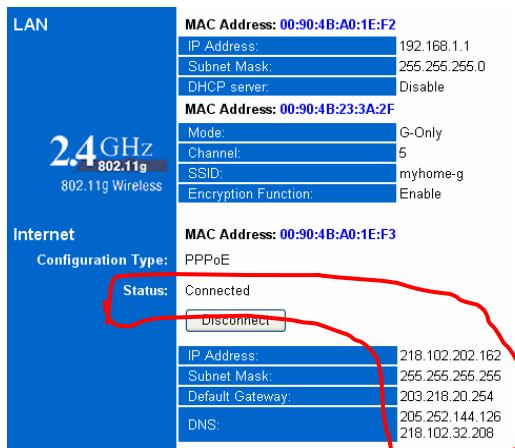 LAN
MAC Address: 00:90:4B:A0:1E:F2
IP Address: 192.168.1.1
Subnet Mask: 255.255.255.0
DHCP server: Disable
MAC Address: 00:90:4B:23:3A:2F
2.4 GHz
802.11g
802.11g Wireless
Mode: G-Only
Channel: 5
SSID: myhome-g
Encryption Function: Enable
Internet
MAC Address: 00:90:4B:A0:1E:F3
Configuration Type: PPPoE
Status: Connected
Disconnect
IP Address: 218.102.202.162
Subnet Mask: 255.255.255.255
Default Gateway: 203.218.20.254
DNS: 205.252.144.126
218.102.32.208